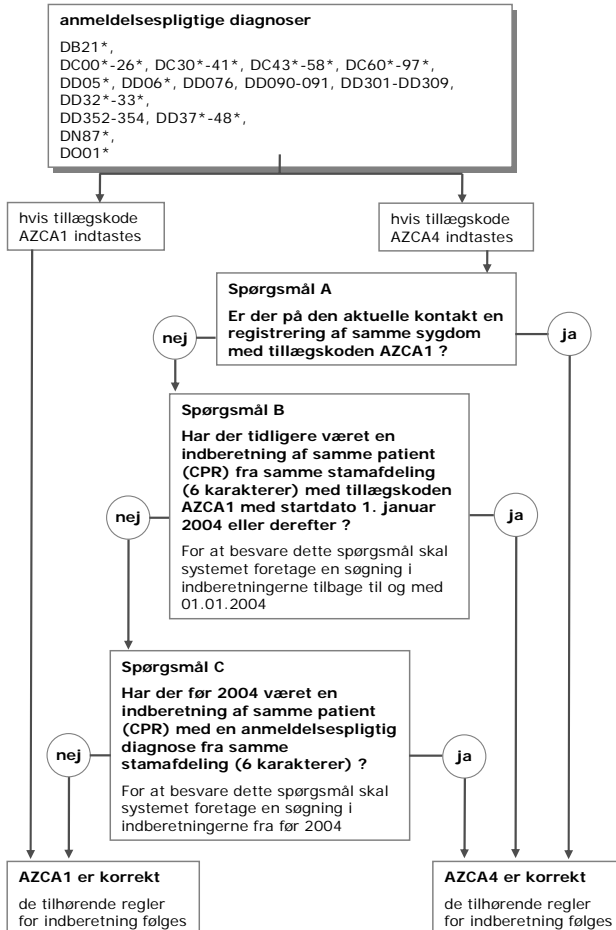 anmeldelsespligtige diagnoser
DB21*,
DC00*-26*, DC30*-41*, DC43*-58*, DC60*-97*,
DD05*, DD06*, DD076, DD090-091, DD301-DD309,
DD32*-33*,
DD352-354, DD37*-48*,
DN87*,
DO01*
hvis tillægskode
AZCA1 indtastes
hvis tillægskode
AZCA4 indtastes
Spørgsmål A
Er der på den aktuelle kontakt en
registrering af samme sygdom
med tillægskoden AZCA1 ?
nej
ja
Spørgsmål B
Har der tidligere været en
indberetning af samme patient
(CPR) fra samme stamafdeling
(6 karakterer) med tillægskoden
AZCA1 med startdato 1. januar
2004 eller derefter ?
For at besvare dette spørgsmål skal
systemet foretage en søgning i
indberetningerne tilbage til og med
01.01.2004
nej
ja
Spørgsmål C
Har der før 2004 været en
indberetning af samme patient
(CPR) med en anmeldelsespligtig
diagnose fra samme
stamafdeling (6 karakterer) ?
For at besvare dette spørgsmål skal
systemet foretage en søgning i
indberetningerne fra før 2004
nej
ja
AZCA1 er korrekt
de tilhørende regler
for indberetning følges
AZCA4 er korrekt
de tilhørende regler
for indberetning følges